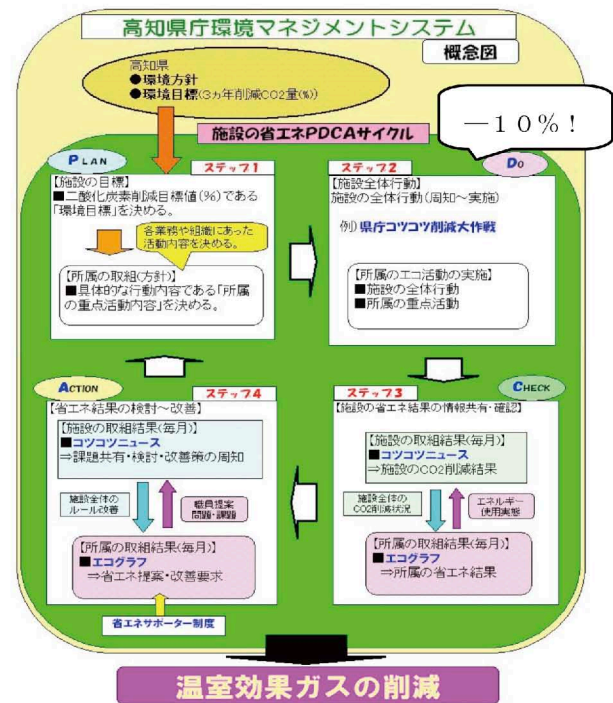 高知県庁環境マネジメントシステム
概念図
高知県
●環境方針
●環境目標(3ヵ年削減CO2量(%))
施設の省エネPDCAサイクル
―１０％！
PLAN
ステップ1
【施設の目標】
■二酸化炭素削減目標値(%)である
「環境目標」を決める。
各業務や組織にあった
活動内容を決める。
【所属の取組(方針)】
■具体的な行動内容である「所属
の重点活動内容」を決める。
ステップ2
DO
【施設全体行動】
施設の全体行動(周知～実施)
例) 県庁コツコツ削減大作戦
【所属のエコ活動の実施】
■施設の全体行動
■所属の重点活動
ACTION
ステップ4
【省エネ結果の検討～改善】
【施設の取組結果(毎月)】
■コツコツニュース
⇒課題共有・検討・改善策の周知
施設全体の
ルール改善
職員提案
問題・課題
【所属の取組結果(毎月)】
■エコグラフ
⇒省エネ提案・改善要求
省エネサポーター制度
ステップ3
CHECK
【施設の省エネ結果の情報共有・確認】
【施設の取組結果(毎月)】
■コツコツニュース
⇒施設のCO2削減結果
施設全体の
CO2削減状況
エネルギー
使用実態
【所属の取組結果(毎月)】
■エコグラフ
⇒所属の省エネ結果
温室効果ガスの削減